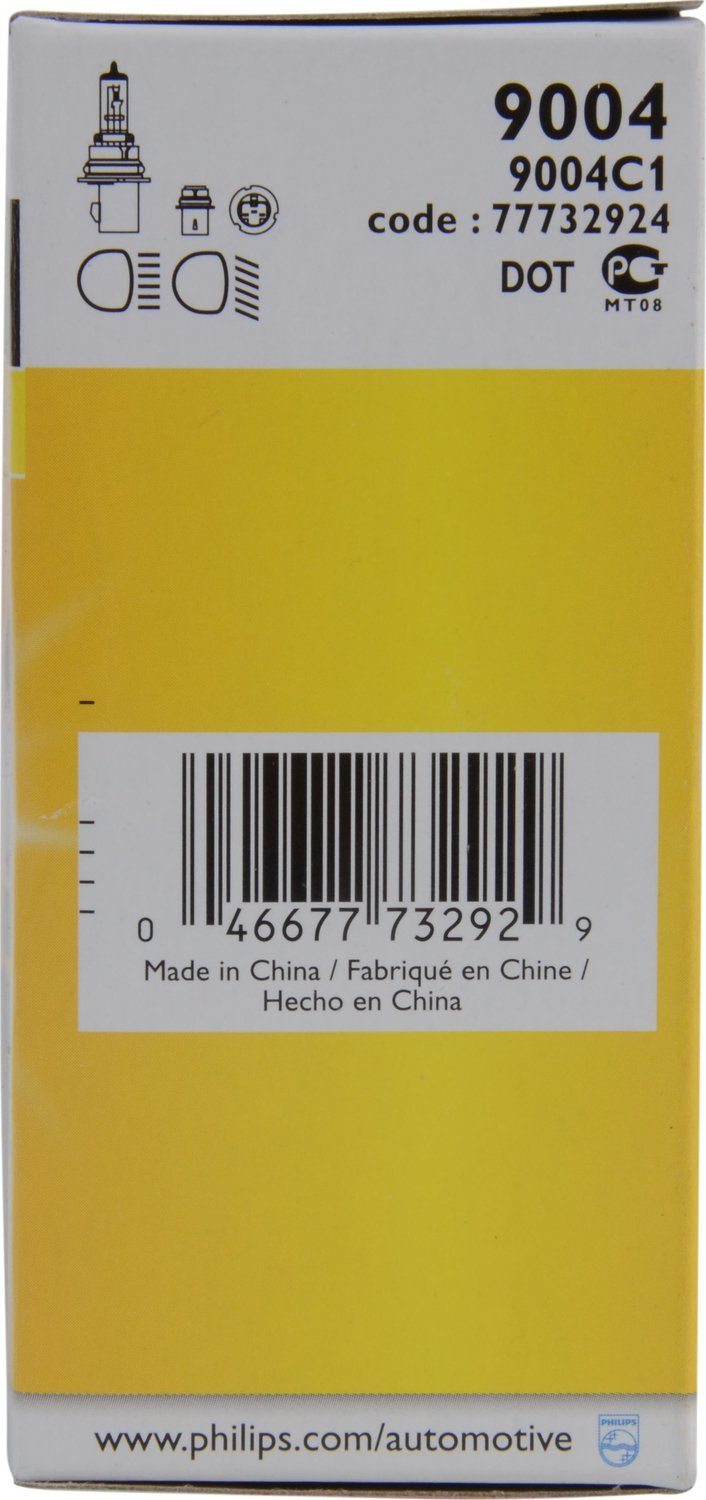 9004
9004C1
code : 77732924
DOT PCT
MT08
0 46677 73292 9
Made in China / Fabriqué en Chine /
Hecho en China
www.philips.com/automotive
PHILIPS